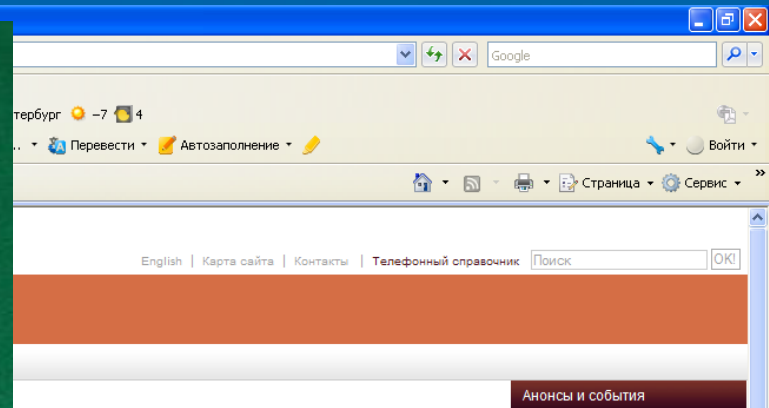 Google
тербург -7 4
.. Перевести Автозаполнение Войти
Страница Сервис »
English | Карта сайта | Контакты | Телефонный справочник Поиск OK!
Анонсы и события